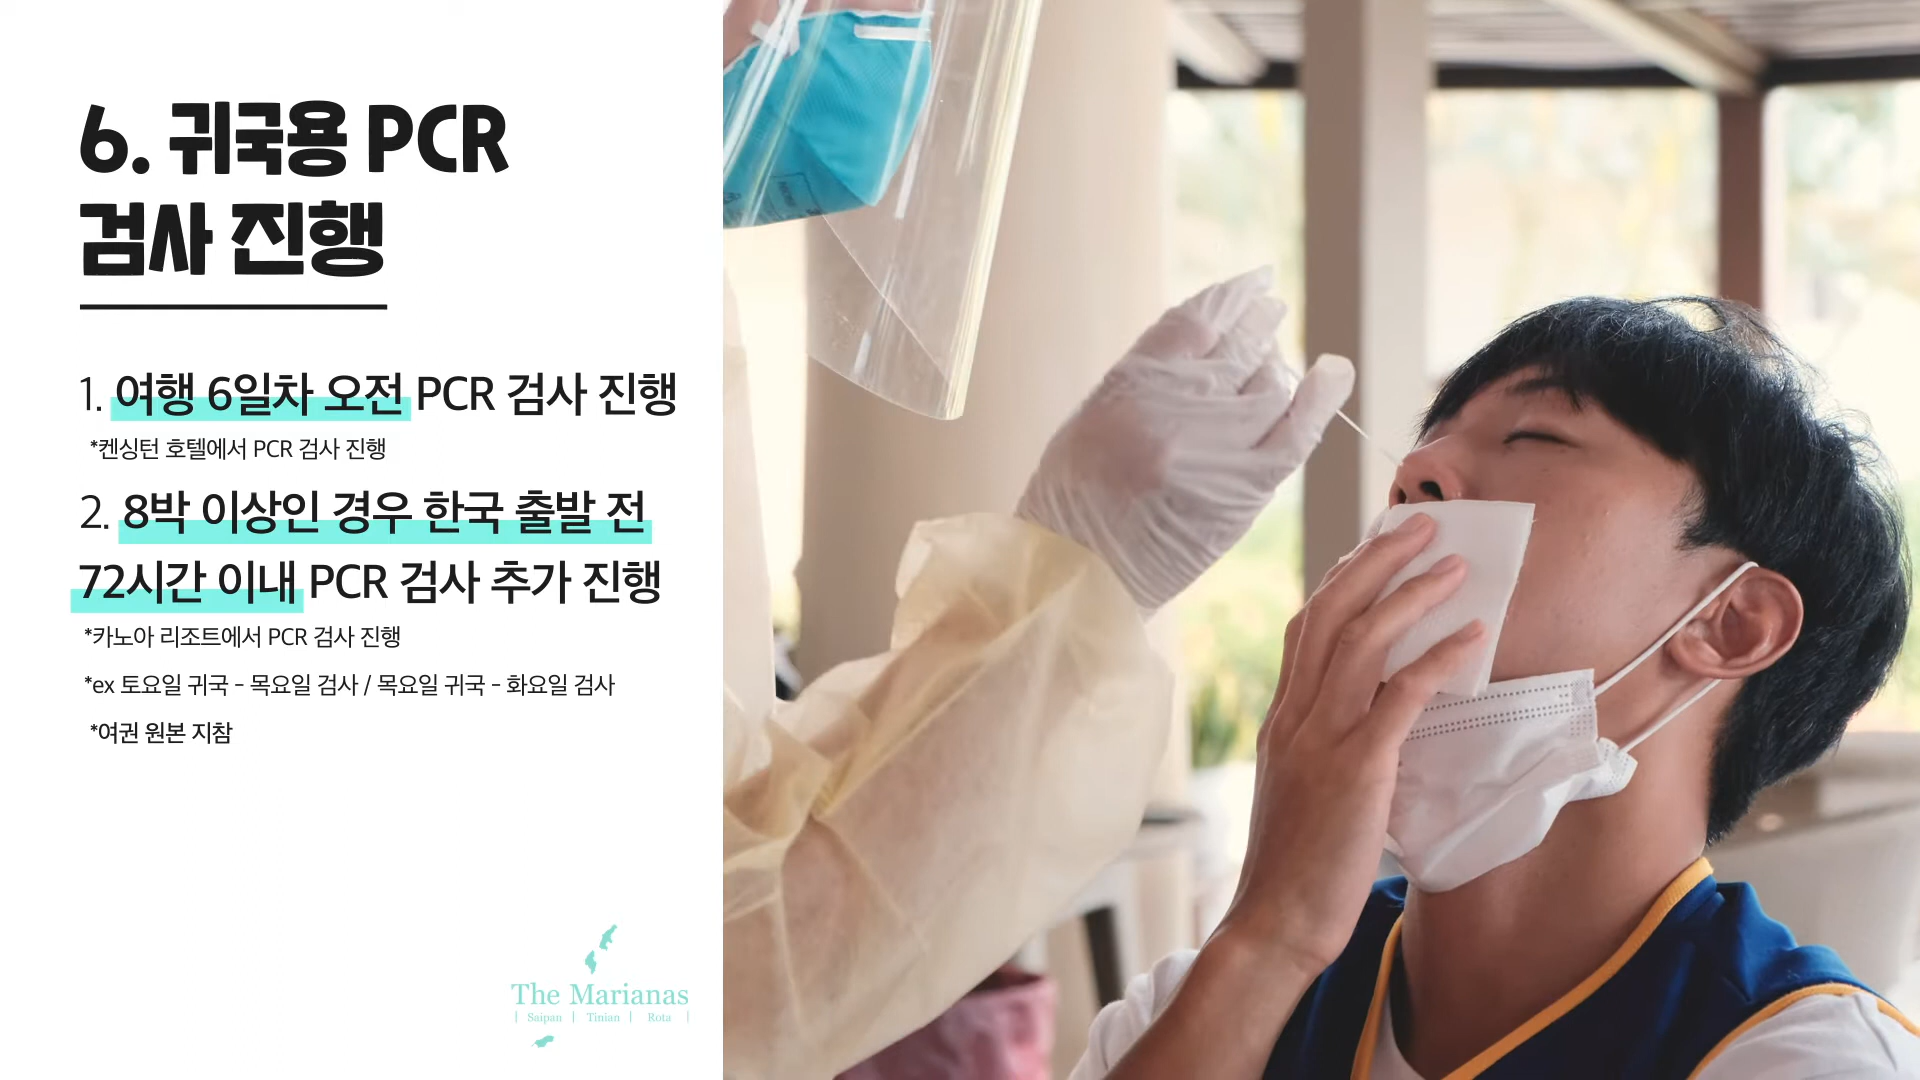 6. 귀국용 PCR
검사 진행
1. 여행 6일차 오전 PCR 검사 진행
*켄싱턴 호텔에서 PCR 검사 진행
2. 8박 이상인 경우 한국 출발 전
72시간 이내 PCR 검사 추가 진행
*카노아 리조트에서 PCR 검사 진행
*ex 토요일 귀국 - 목요일 검사 / 목요일 귀국 - 화요일 검사
*여권 원본 지참
The Marianas
| Saipan | Tinian | Rota |